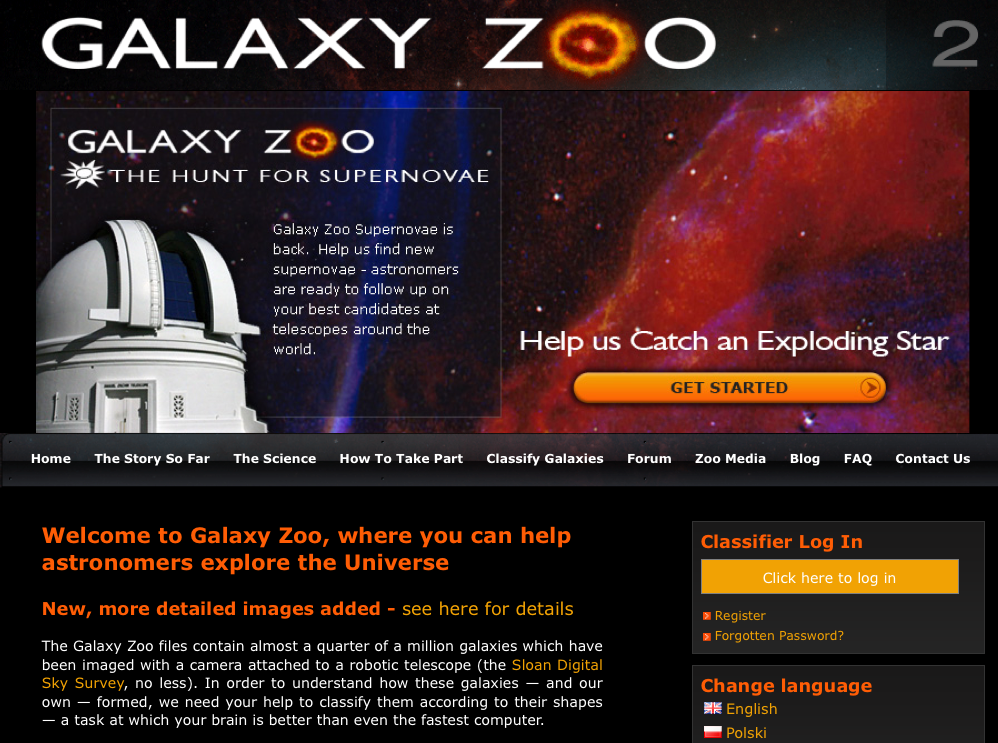 GALAXY ZOO
2
GALAXY ZOO
THE HUNT FOR SUPERNOVAE
Galaxy Zoo Supernovae is
back. Help us find new
supernovae - astronomers
are ready to follow up on
your best candidates at
telescopes around the
world.
Help us Catch an Exploding Star
GET STARTED
Home The Story So Far The Science How To Take Part Classify Galaxies Forum Zoo Media Blog FAQ Contact Us
Welcome to Galaxy Zoo, where you can help
astronomers explore the Universe
New, more detailed images added - see here for details
The Galaxy Zoo files contain almost a quarter of a million galaxies which have
been imaged with a camera attached to a robotic telescope (the Sloan Digital
Sky Survey, no less). In order to understand how these galaxies — and our
own — formed, we need your help to classify them according to their shapes
— a task at which your brain is better than even the fastest computer.
Classifier Log In
Click here to log in
Register
Forgotten Password?
Change language
English
Polski